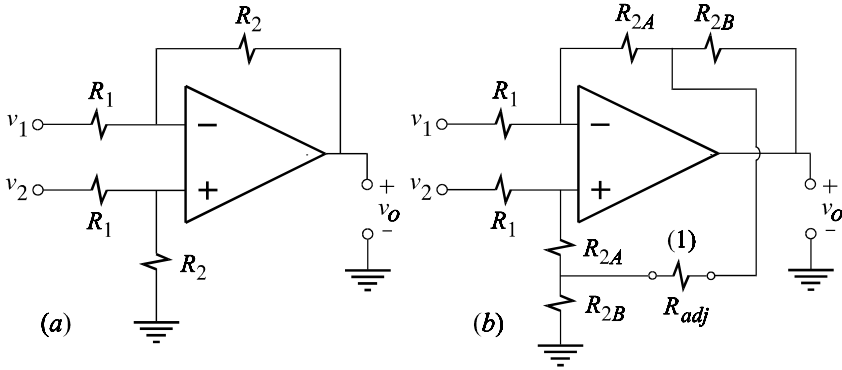 R2
R1
v1
−
v2
+
R1
R2
+
vO
−
(a)
R2A
R2B
R1
v1
−
v2
+
R1
R2A
(1)
R2B
Radj
+
vO
−
(b)